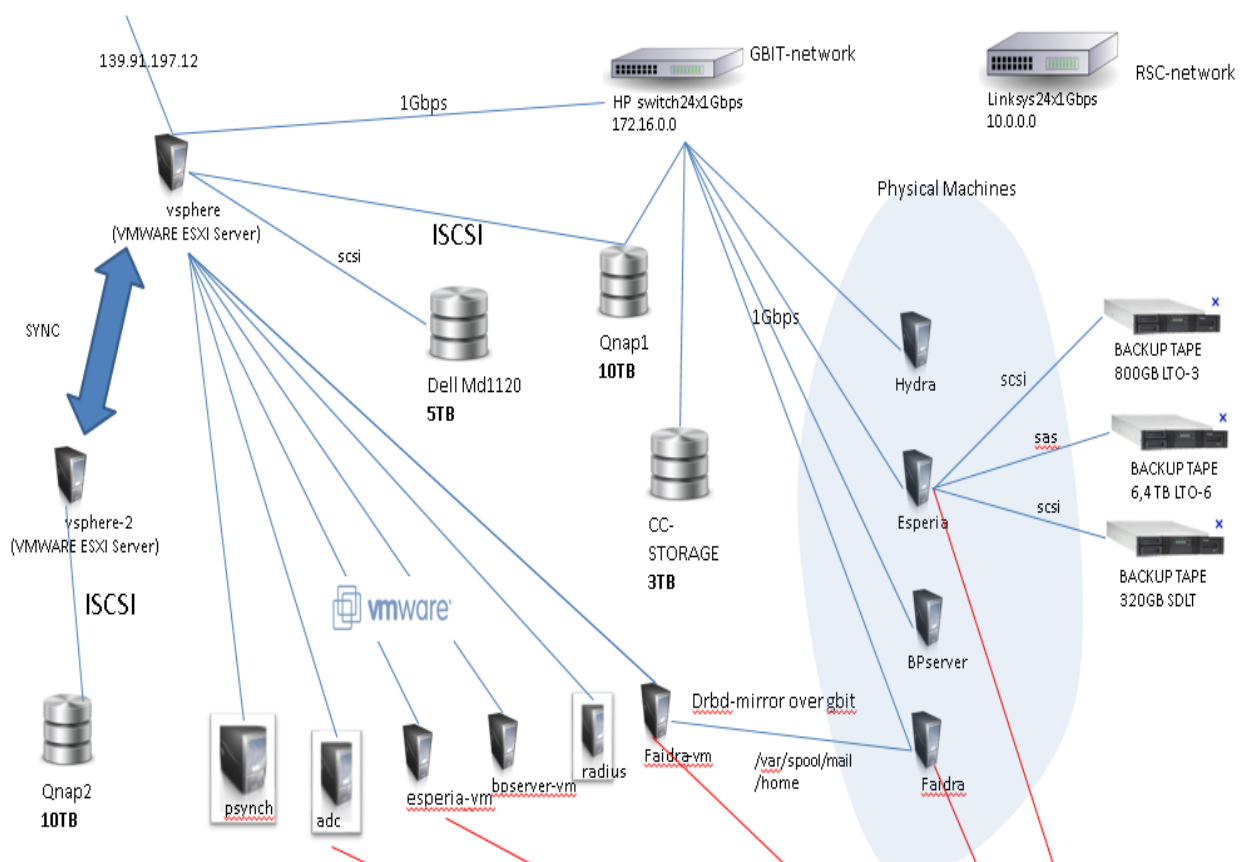 139.91.197.12
1Gbps
GBIT-network
HP switch24x1Gbps
172.16.0.0
RSC-network
Linksys24x1Gbps
10.0.0.0
vsphere
(VMWARE ESXI Server)
scsi
ISCSI
Physical Machines
SYNC
Dell Md1120
5TB
Qnap1
10TB
1Gbps
Hydra
scsi
BACKUP TAPE
800GB LTO-3
sas
BACKUP TAPE
6,4 TB LTO-6
scsi
BACKUP TAPE
320GB SDLT
Esperia
vsphere-2
(VMWARE ESXI Server)
ISCSI
CC-
STORAGE
3TB
vmware
BPserver
Qnap2
10TB
psynch
adc
esperia-vm
bpserver-vm
radius
Faidra-vm
Drbd-mirror over gbit
/var/spool/mail
/home
Faidra